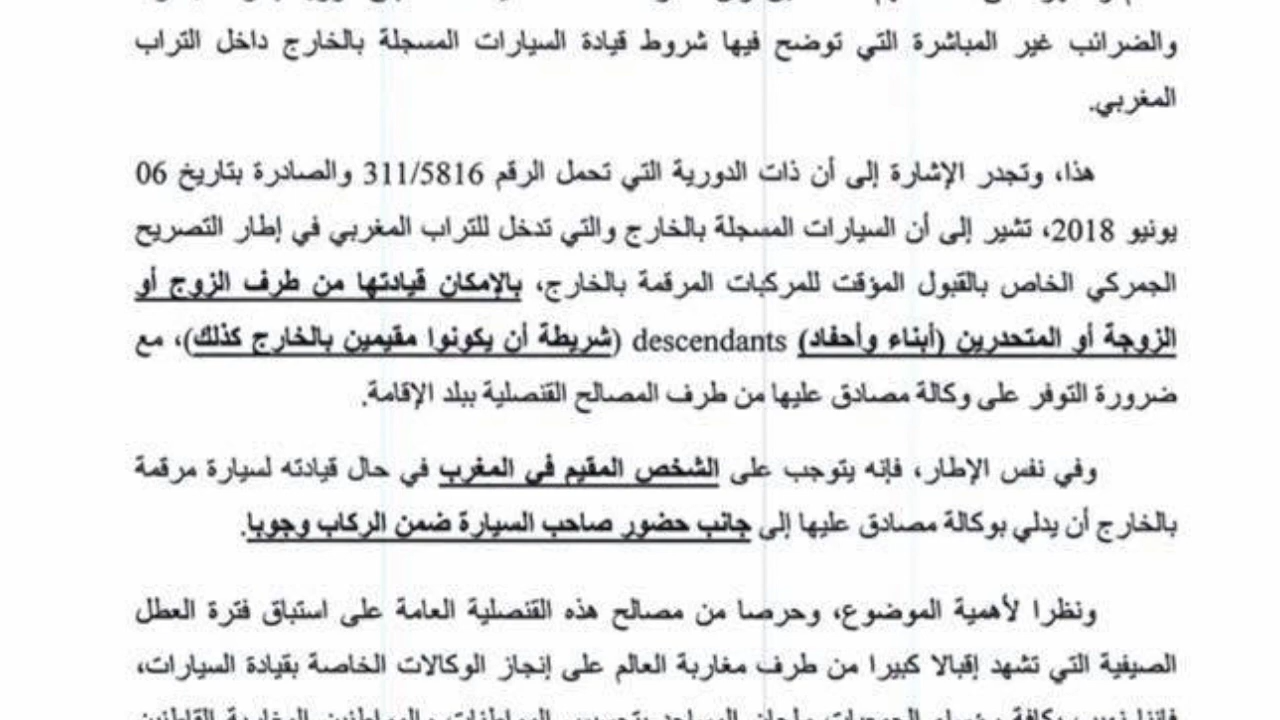 والضرائب غير المباشرة التي توضح فيها شروط قيادة السيارات المسجلة بالخارج داخل التراب
المغربي.
هذا، وتجدر الإشارة إلى أن ذات الدورية التي تحمل الرقم 311/5816 والصادرة بتاريخ 06
يونيو 2018، تشير إلى أن السيارات المسجلة بالخارج والتي تدخل للتراب المغربي في إطار التصريح
الجمركي الخاص بالقبول المؤقت للمركبات المرقمة بالخارج، بالإمكان قيادتها من طرف الزوج أو
الزوجة أو المتحدرين (أبناء وأحفاد) descendants (شريطة أن يكونوا مقيمين بالخارج كذلك)، مع
ضرورة التوفر على وكالة مصادق عليها من طرف المصالح القنصلية ببلد الإقامة.
وفي نفس الإطار، فإنه يتوجب على الشخص المقيم في المغرب في حال قيادته لسيارة مرقمة
بالخارج أن يدلي بوكالة مصادق عليها إلى جانب حضور صاحب السيارة ضمن الركاب وجوبا.
ونظرا لأهمية الموضوع، وحرصا من مصالح هذه القنصلية العامة على استباق فترة العطل
الصيفية التي تشهد إقبالا كبيرا من طرف مغاربة العالم على إنجاز الوكالات الخاصة بقيادة السيارات،